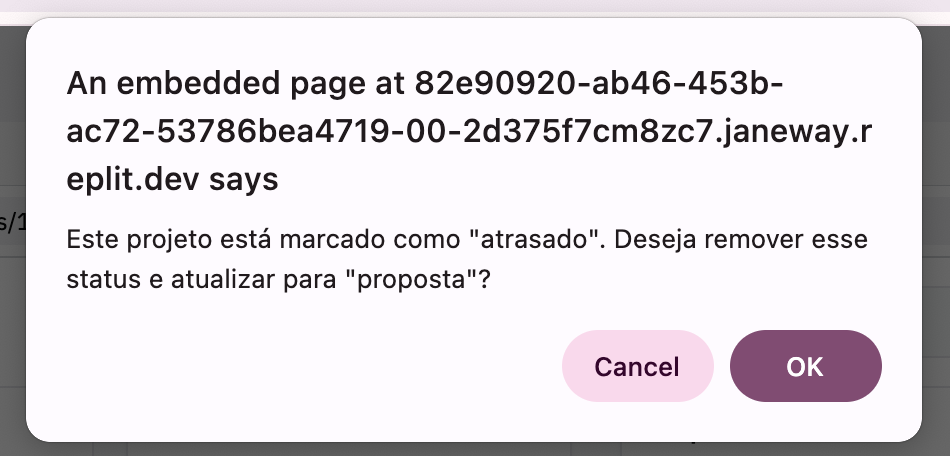 An embedded page at 82e90920-ab46-453b-
ac72-53786bea4719-00-2d375f7cm8zc7.janeway.r
eplit.dev says
s/1
Este projeto está marcado como "atrasado". Deseja remover esse
status e atualizar para "proposta"?
Cancel OK